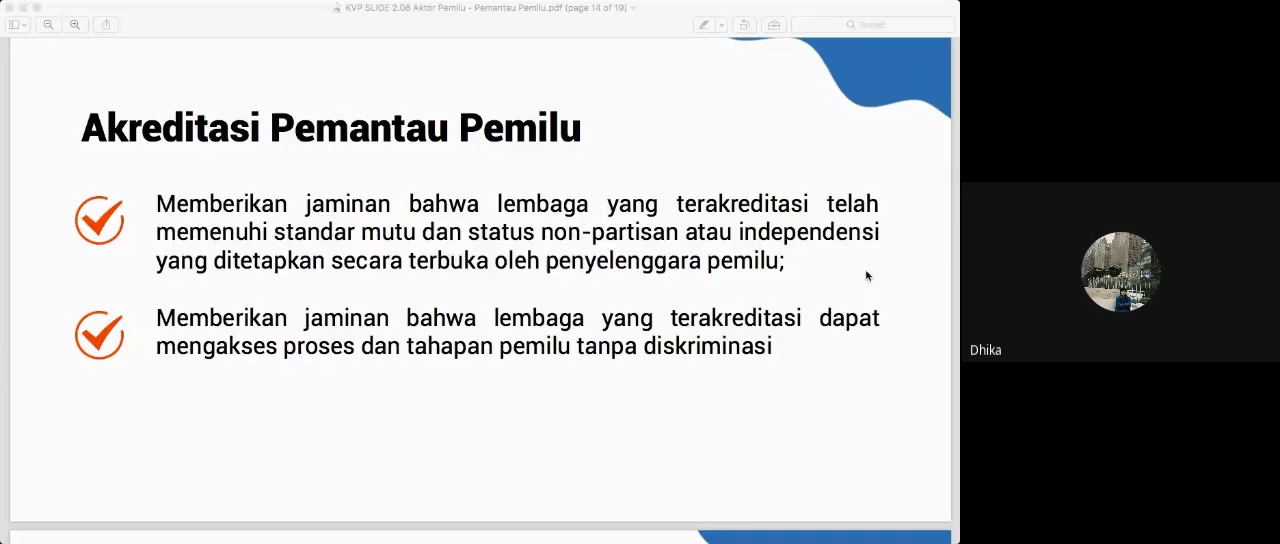 KVP SLIDE 2.08 Aktor Pemilu - Pemantau Pemilu.pdf (page 14 of 19)
Search
Akreditasi Pemantau Pemilu
Memberikan jaminan bahwa lembaga yang terakreditasi telah
memenuhi standar mutu dan status non-partisan atau independensi
yang ditetapkan secara terbuka oleh penyelenggara pemilu;
Memberikan jaminan bahwa lembaga yang terakreditasi dapat
mengakses proses dan tahapan pemilu tanpa diskriminasi
Dhika